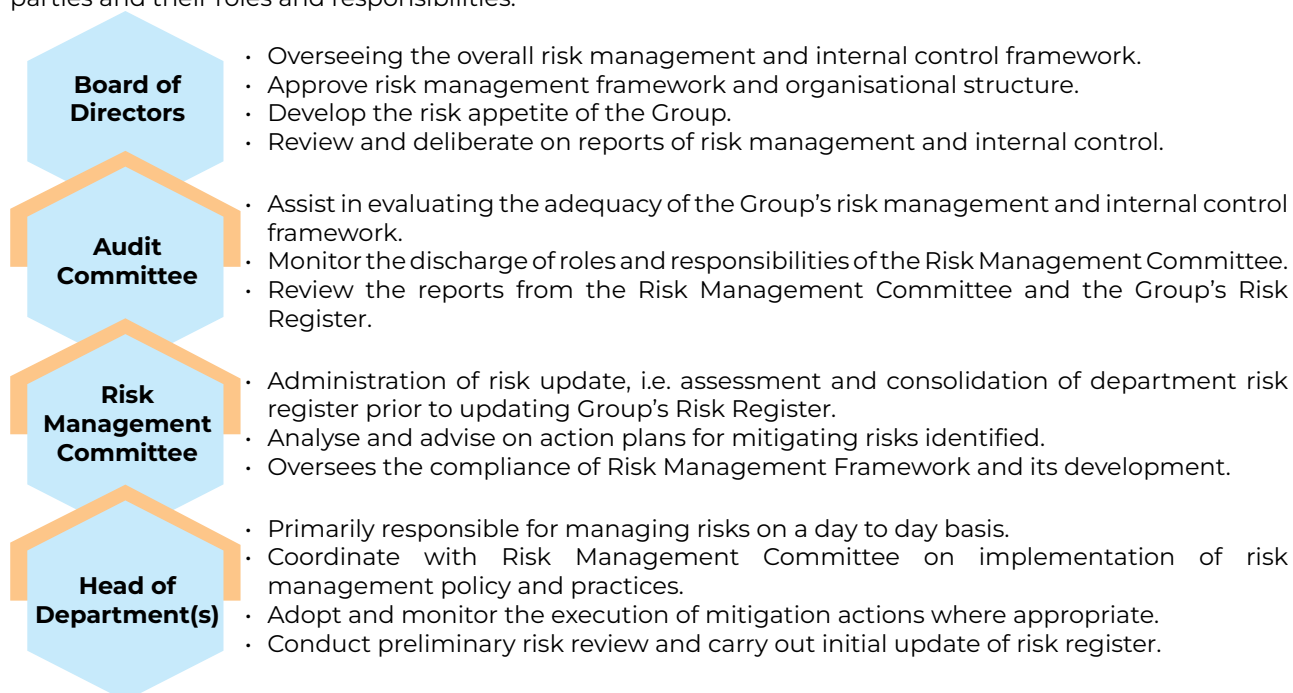 parties and their roles and responsibilities.
Board of
Directors
• Overseeing the overall risk management and internal control framework.
• Approve risk management framework and organisational structure.
• Develop the risk appetite of the Group.
• Review and deliberate on reports of risk management and internal control.
Audit
Committee
• Assist in evaluating the adequacy of the Group's risk management and internal control
framework.
• Monitor the discharge of roles and responsibilities of the Risk Management Committee.
• Review the reports from the Risk Management Committee and the Group's Risk
Register.
Risk
Management
Committee
• Administration of risk update, i.e. assessment and consolidation of department risk
register prior to updating Group's Risk Register.
• Analyse and advise on action plans for mitigating risks identified.
• Oversees the compliance of Risk Management Framework and its development.
Head of
Department(s)
• Primarily responsible for managing risks on a day to day basis.
• Coordinate with Risk Management Committee on implementation of risk
management policy and practices.
• Adopt and monitor the execution of mitigation actions where appropriate.
• Conduct preliminary risk review and carry out initial update of risk register.